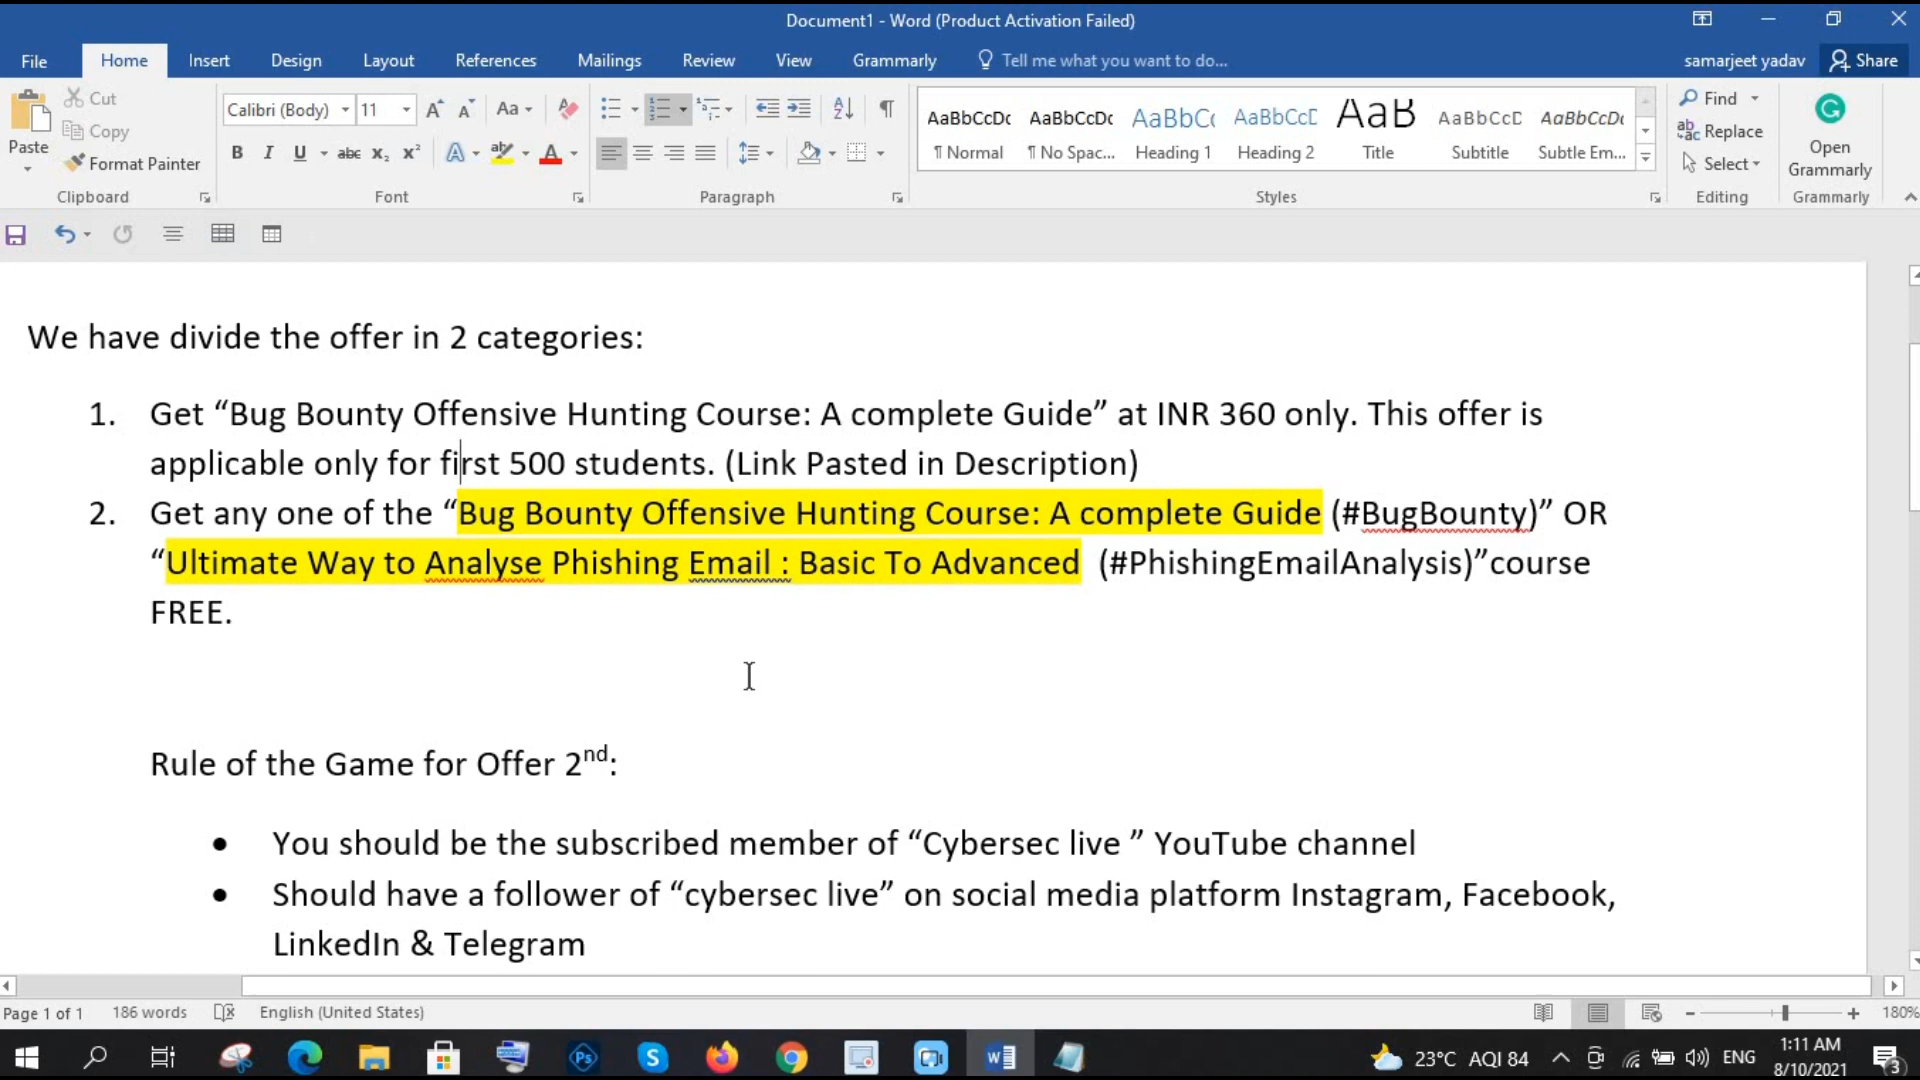 Document1 - Word (Product Activation Failed)
File Home Insert Design Layout References Mailings Review View Grammarly Tell me what you want to do... samarjeet yadav Share
Paste
Cut
Copy
Format Painter
Clipboard
Calibri (Body) 11
Font
Paragraph
AaBbCcDc AaBbCcDc AaBbCc AaBbCcD AaB AaBbCcD AaBbCcDc
¶ Normal ¶ No Spac... Heading 1 Heading 2 Title Subtitle Subtle Em...
Styles
Find
Replace
Select
Editing
Open
Grammarly
Grammarly
We have divide the offer in 2 categories:
1. Get “Bug Bounty Offensive Hunting Course: A complete Guide” at INR 360 only. This offer is
applicable only for first 500 students. (Link Pasted in Description)
2. Get any one of the “Bug Bounty Offensive Hunting Course: A complete Guide (#BugBounty)” OR
“Ultimate Way to Analyse Phishing Email : Basic To Advanced (#PhishingEmailAnalysis)”course
FREE.
Rule of the Game for Offer 2nd:
• You should be the subscribed member of “Cybersec live ” YouTube channel
• Should have a follower of “cybersec live” on social media platform Instagram, Facebook,
LinkedIn & Telegram
Page 1 of 1 186 words English (United States) 180%
23°C AQI 84 ENG 1:11 AM
8/10/2021 3